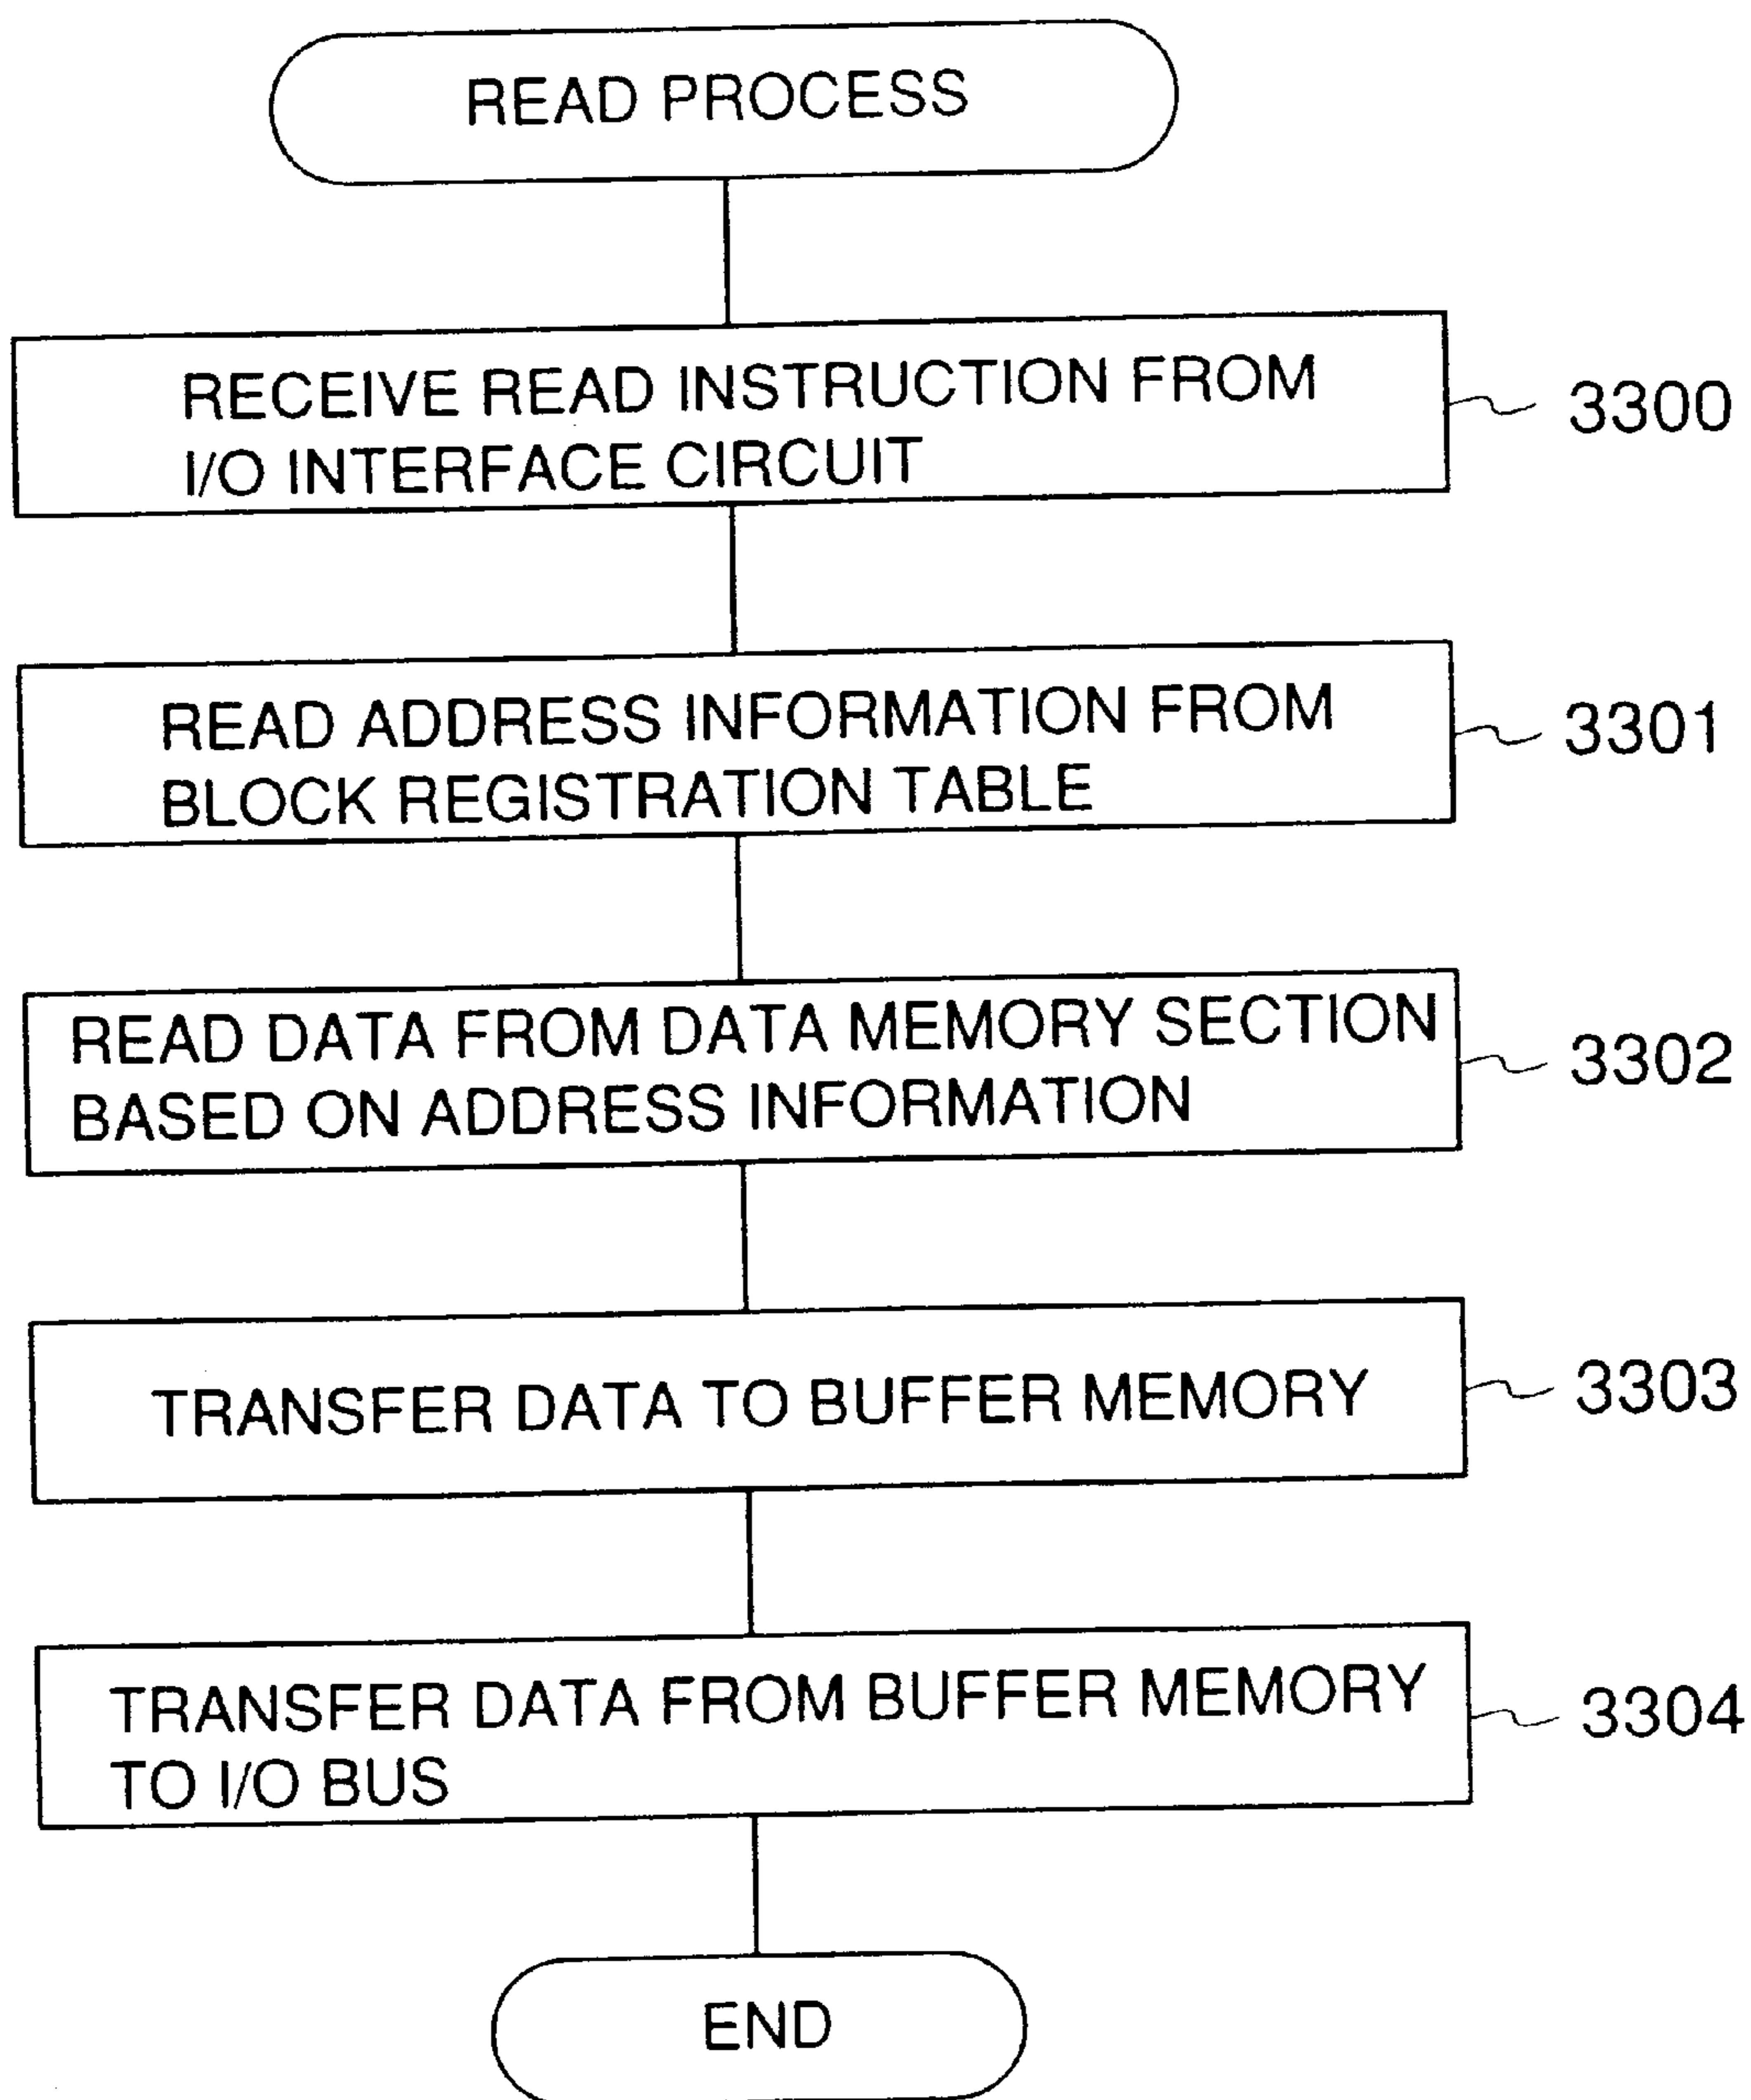 READ PROCESS
RECEIVE READ INSTRUCTION FROM
I/O INTERFACE CIRCUIT
3300
READ ADDRESS INFORMATION FROM
BLOCK REGISTRATION TABLE
3301
READ DATA FROM DATA MEMORY SECTION
BASED ON ADDRESS INFORMATION
3302
TRANSFER DATA TO BUFFER MEMORY
3303
TRANSFER DATA FROM BUFFER MEMORY
TO I/O BUS
3304
END